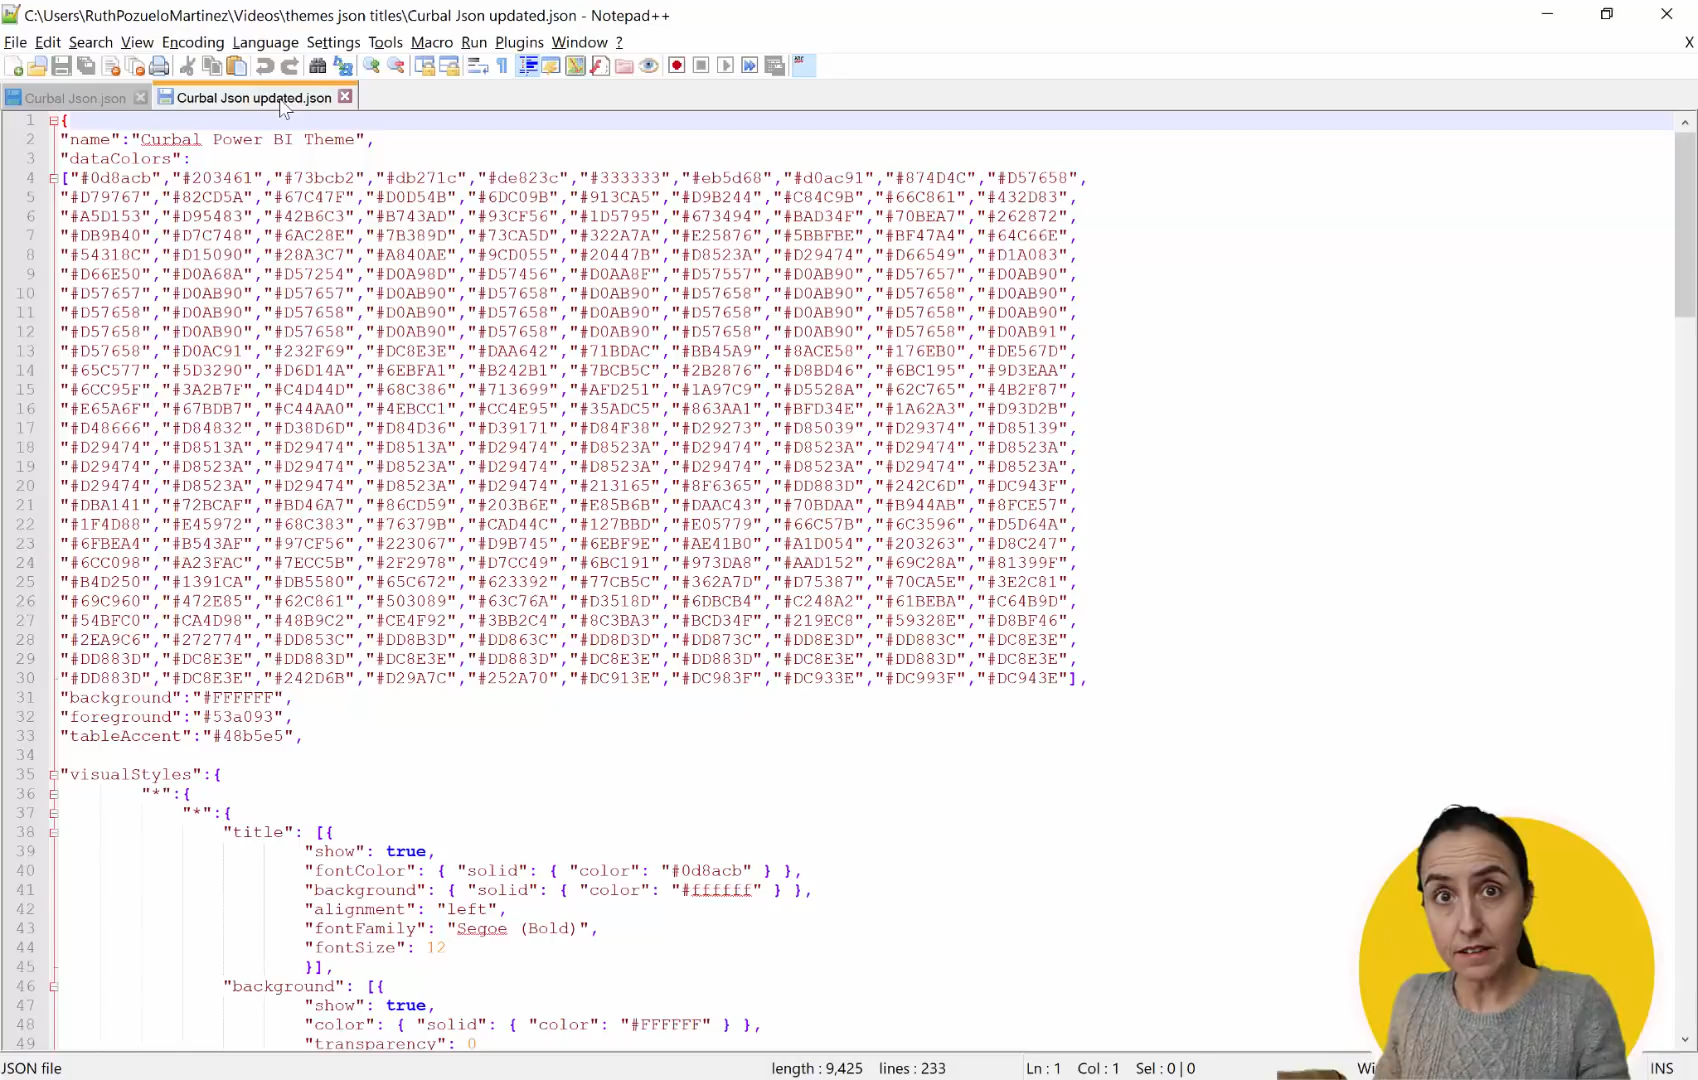 C:\Users\RuthPozueloMartinez\Videos\themes json titles\Curbal Json updated.json - Notepad++
File Edit Search View Encoding Language Settings Tools Macro Run Plugins Window ? X
Curbal Json json Curbal Json updated.json
1 {
2 "name":"Curbal Power BI Theme",
3 "dataColors":
4 ["#0d8acb","#203461","#73bcb2","#db271c","#de823c","#333333","#eb5d68","#d0ac91","#874D4C","#D57658",
5 "#D79767","#82CD5A","#67C47F","#D0D54B","#6DC09B","#913CA5","#D9B244","#C84C9B","#66C861","#432D83",
6 "#A5D153","#D95483","#42B6C3","#B743AD","#93CF56","#1D5795","#673494","#BAD34F","#70BEA7","#262872",
7 "#DB9B40","#D7C748","#6AC28E","#7B389D","#73CA5D","#322A7A","#E25876","#5BBFBE","#BF47A4","#64C66E",
8 "#54318C","#D15090","#28A3C7","#A840AE","#9CD055","#20447B","#D8523A","#D29474","#D66549","#D1A083",
9 "#D66E50","#D0A68A","#D57254","#D0A98D","#D57456","#D0AA8F","#D57557","#D0AB90","#D57657","#D0AB90",
10 "#D57657","#D0AB90","#D57657","#D0AB90","#D57658","#D0AB90","#D57658","#D0AB90","#D57658","#D0AB90",
11 "#D57658","#D0AB90","#D57658","#D0AB90","#D57658","#D0AB90","#D57658","#D0AB90","#D57658","#D0AB90",
12 "#D57658","#D0AB90","#D57658","#D0AB90","#D57658","#D0AB90","#D57658","#D0AB90","#D57658","#D0AB91",
13 "#D57658","#D0AC91","#232F69","#DC8E3E","#DAA642","#71BDAC","#BB45A9","#8ACE58","#176EB0","#DE567D",
14 "#65C577","#5D3290","#D6D14A","#6EBFA1","#B242B1","#7BCB5C","#2B2876","#D8BD46","#6BC195","#9D3EAA",
15 "#6CC95F","#3A2B7F","#C4D44D","#68C386","#713699","#AFD251","#1A97C9","#D5528A","#62C765","#4B2F87",
16 "#E65A6F","#67BDB7","#C44AA0","#4EBCC1","#CC4E95","#35ADC5","#863AA1","#BFD34E","#1A62A3","#D93D2B",
17 "#D48666","#D84832","#D38D6D","#D84D36","#D39171","#D84F38","#D29273","#D85039","#D29374","#D85139",
18 "#D29474","#D8513A","#D29474","#D8513A","#D29474","#D8523A","#D29474","#D8523A","#D29474","#D8523A",
19 "#D29474","#D8523A","#D29474","#D8523A","#D29474","#D8523A","#D29474","#D8523A","#D29474","#D8523A",
20 "#D29474","#D8523A","#D29474","#D8523A","#D29474","#213165","#8F6365","#DD883D","#242C6D","#DC943F",
21 "#DBA141","#72BCAF","#BD46A7","#86CD59","#203B6E","#E85B6B","#DAAC43","#70BDAA","#B944AB","#8FCE57",
22 "#1F4D88","#E45972","#68C383","#76379B","#CAD44C","#127BBD","#E05779","#66C57B","#6C3596","#D5D64A",
23 "#6FBEA4","#B543AF","#97CF56","#223067","#D9B745","#6EBF9E","#AE41B0","#A1D054","#203263","#D8C247",
24 "#6CC098","#A23FAC","#7ECC5B","#2F2978","#D7CC49","#6BC191","#973DA8","#AAD152","#69C28A","#81399F",
25 "#B4D250","#1391CA","#DB5580","#65C672","#623392","#77CB5C","#362A7D","#D75387","#70CA5E","#3E2C81",
26 "#69C960","#472E85","#62C861","#503089","#63C76A","#D3518D","#6DBCB4","#C248A2","#61BEBA","#C64B9D",
27 "#54BFC0","#CA4D98","#48B9C2","#CE4F92","#3BB2C4","#8C3BA3","#BCD34F","#219EC8","#59328E","#D8BF46",
28 "#2EA9C6","#272774","#DD853C","#DD8B3D","#DD863C","#DD8D3D","#DD873C","#DD8E3D","#DD883C","#DC8E3E",
29 "#DD883D","#DC8E3E","#DD883D","#DC8E3E","#DD883D","#DC8E3E","#DD883D","#DC8E3E","#DD883D","#DC8E3E",
30 "#DD883D","#DC8E3E","#242D6B","#D29A7C","#252A70","#DC913E","#DC983F","#DC933E","#DC993F","#DC943E"],
31 "background":"#FFFFFF",
32 "foreground":"#53a093",
33 "tableAccent":"#48b5e5",
34
35 "visualStyles":{
36 "*":{
37 "*":{
38 "title": [{
39 "show": true,
40 "fontColor": { "solid": { "color": "#0d8acb" } },
41 "background": { "solid": { "color": "#ffffff" } },
42 "alignment": "left",
43 "fontFamily": "Segoe (Bold)",
44 "fontSize": 12
45 }],
46 "background": [{
47 "show": true,
48 "color": { "solid": { "color": "#FFFFFF" } },
49 "transparency": 0
JSON file length : 9,425 lines : 233 Ln : 1 Col : 1 Sel : 0 | 0 INS